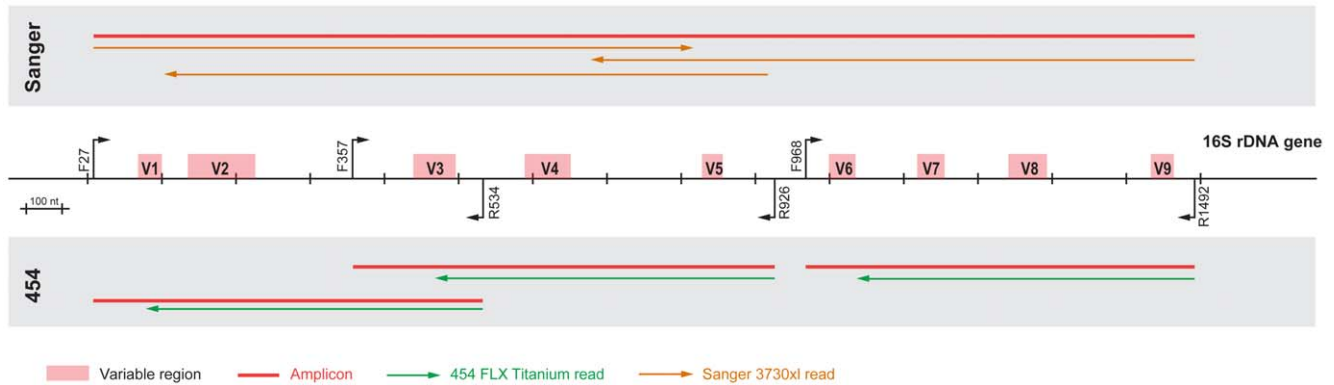 Sanger
16S rDNA gene
F27
V1
V2
F357
V3
V4
V5
F968
V6
V7
V8
V9
100 nt
R534
R926
R1492
454
Variable region
Amplicon
454 FLX Titanium read
Sanger 3730xl read